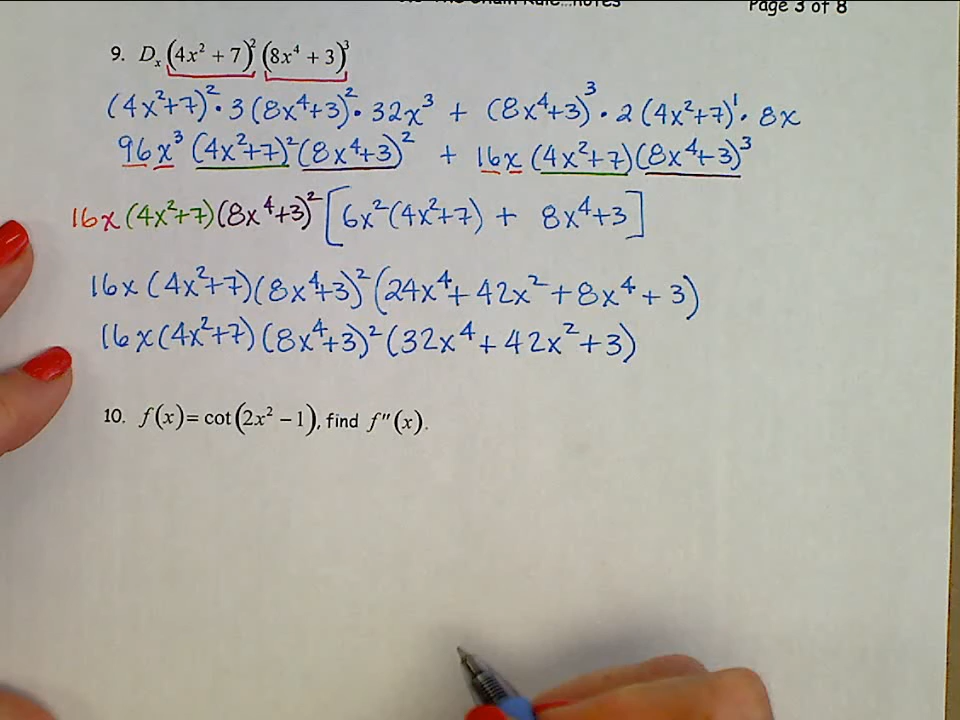 The Chain Rule...notes
Page 3 of 8
9. Dₓ (4x² + 7)² (8x⁴ + 3)³
(4x²+7)² · 3(8x⁴+3)² · 32x³ + (8x⁴+3)³ · 2(4x²+7)¹ · 8x
96x³(4x²+7)²(8x⁴+3)² + 16x(4x²+7)(8x⁴+3)³
16x(4x²+7)(8x⁴+3)²[6x²(4x²+7) + 8x⁴+3]
16x(4x²+7)(8x⁴+3)²(24x⁴+42x²+8x⁴+3)
16x(4x²+7)(8x⁴+3)²(32x⁴+42x²+3)
10. f(x)= cot(2x² − 1), find f″(x).